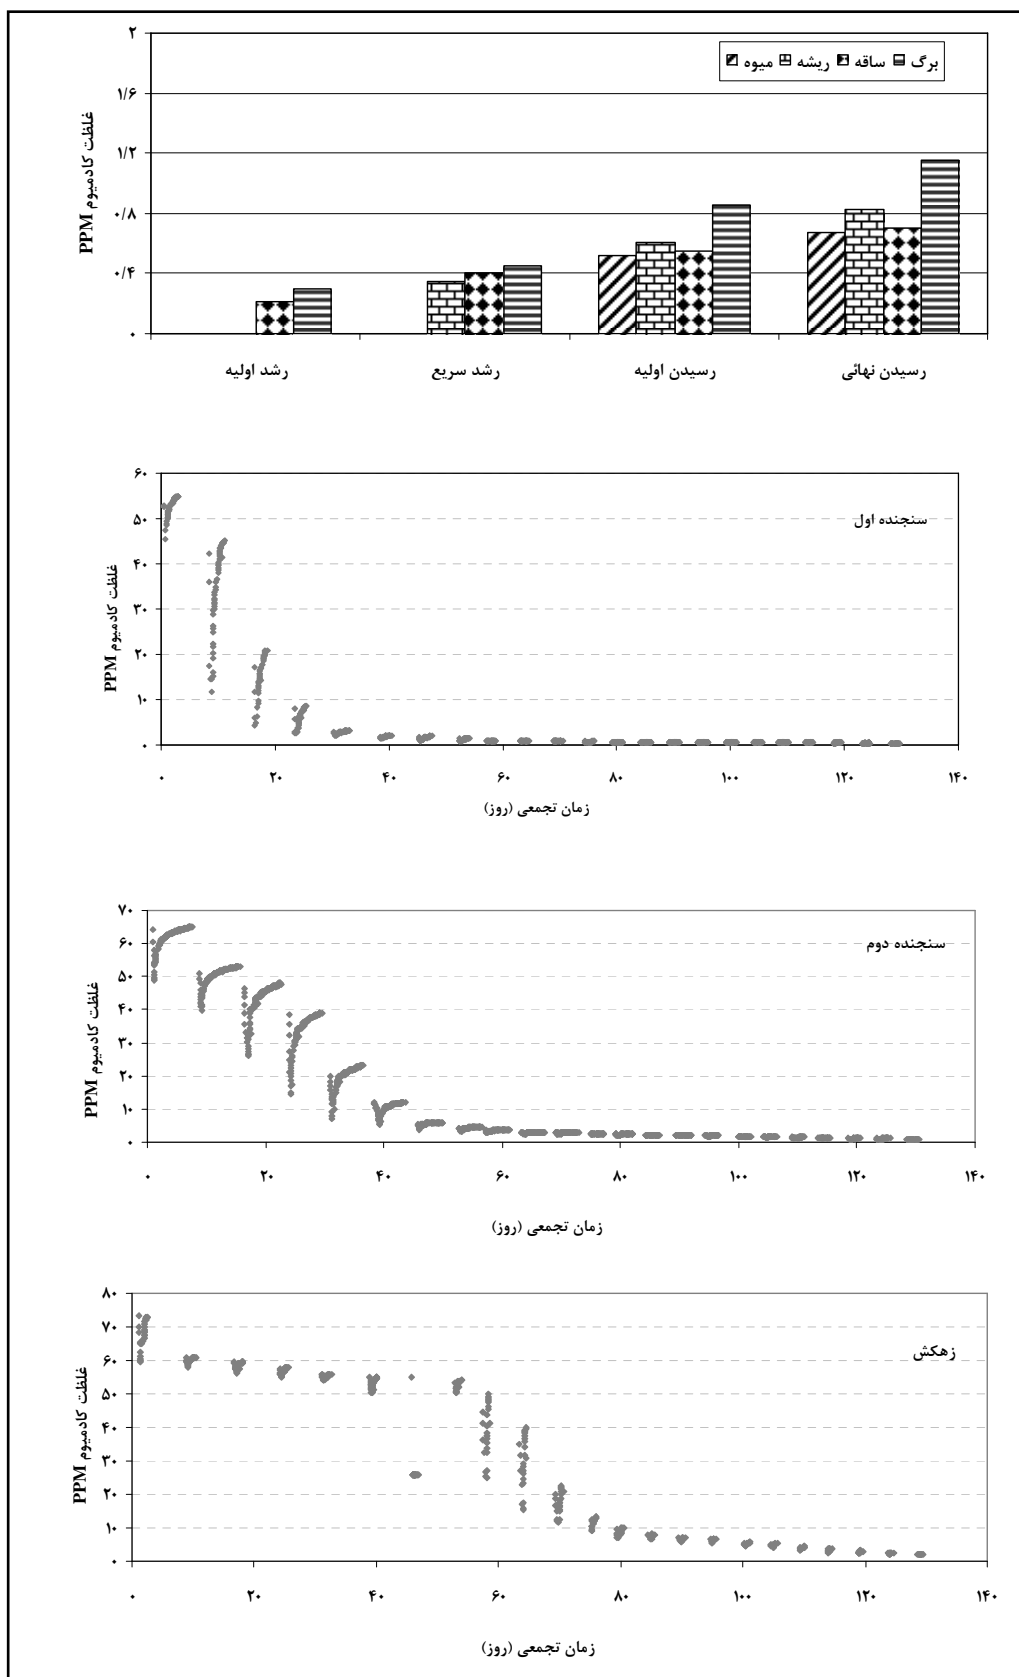 ۲
۱/۶
۱/۲
۰/۸
۰/۴
۰
غلظت کادمیوم PPM
میوه ریشه ساقه برگ
رشد اولیه رشد سریع رسیدن اولیه رسیدن نهائی
۶۰
۵۰
۴۰
۳۰
۲۰
۱۰
۰
غلظت کادمیوم PPM
سنجنده اول
۰ ۲۰ ۴۰ ۶۰ ۸۰ ۱۰۰ ۱۲۰ ۱۴۰
زمان تجمعی (روز)
۷۰
۶۰
۵۰
۴۰
۳۰
۲۰
۱۰
۰
غلظت کادمیوم PPM
سنجنده دوم
۰ ۲۰ ۴۰ ۶۰ ۸۰ ۱۰۰ ۱۲۰ ۱۴۰
زمان تجمعی (روز)
۸۰
۷۰
۶۰
۵۰
۴۰
۳۰
۲۰
۱۰
۰
غلظت کادمیوم PPM
زهکش
۰ ۲۰ ۴۰ ۶۰ ۸۰ ۱۰۰ ۱۲۰ ۱۴۰
زمان تجمعی (روز)